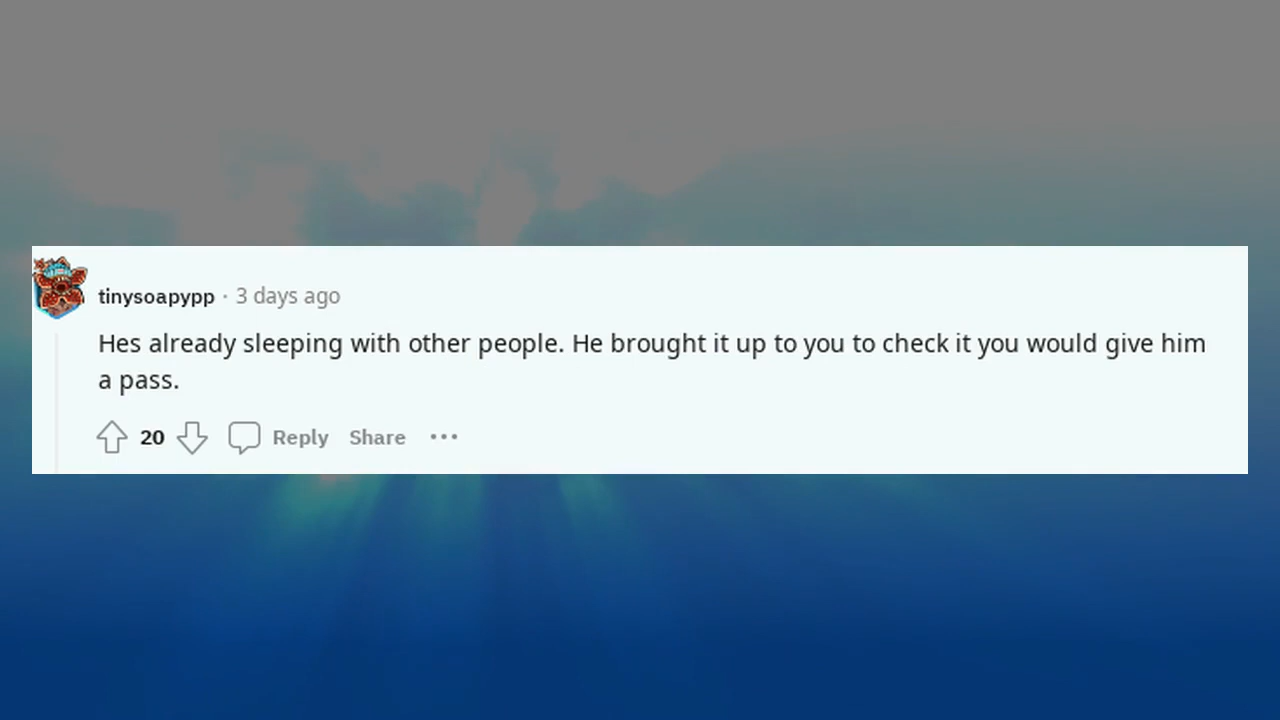 tinysoapypp · 3 days ago
Hes already sleeping with other people. He brought it up to you to check it you would give him
a pass.
20 Reply Share ···